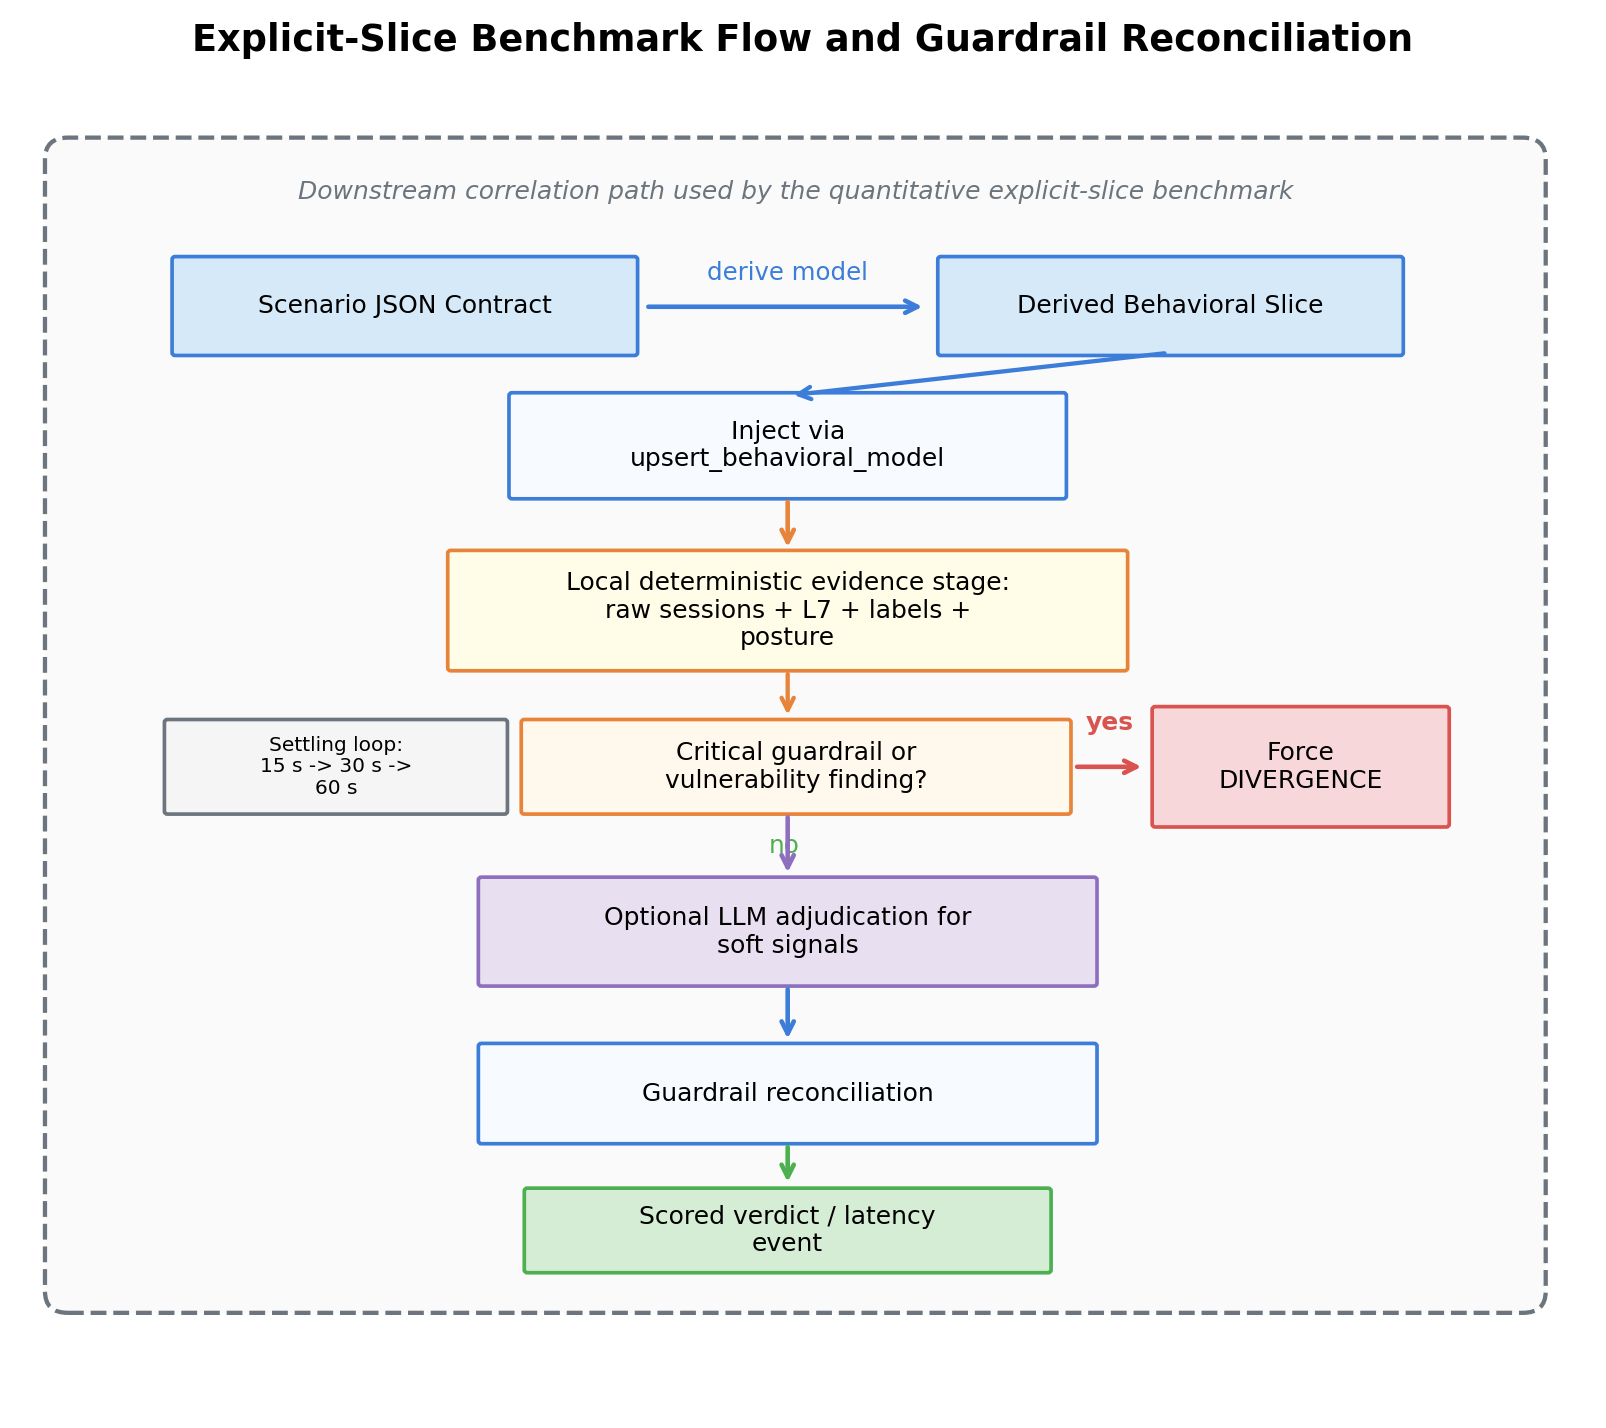 Explicit-Slice Benchmark Flow and Guardrail Reconciliation
Downstream correlation path used by the quantitative explicit-slice benchmark
Scenario JSON Contract
derive model
Derived Behavioral Slice
Inject via
upsert_behavioral_model
Local deterministic evidence stage:
raw sessions + L7 + labels +
posture
Settling loop:
15 s -> 30 s ->
60 s
Critical guardrail or
vulnerability finding?
yes
Force
DIVERGENCE
no
Optional LLM adjudication for
soft signals
Guardrail reconciliation
Scored verdict / latency
event